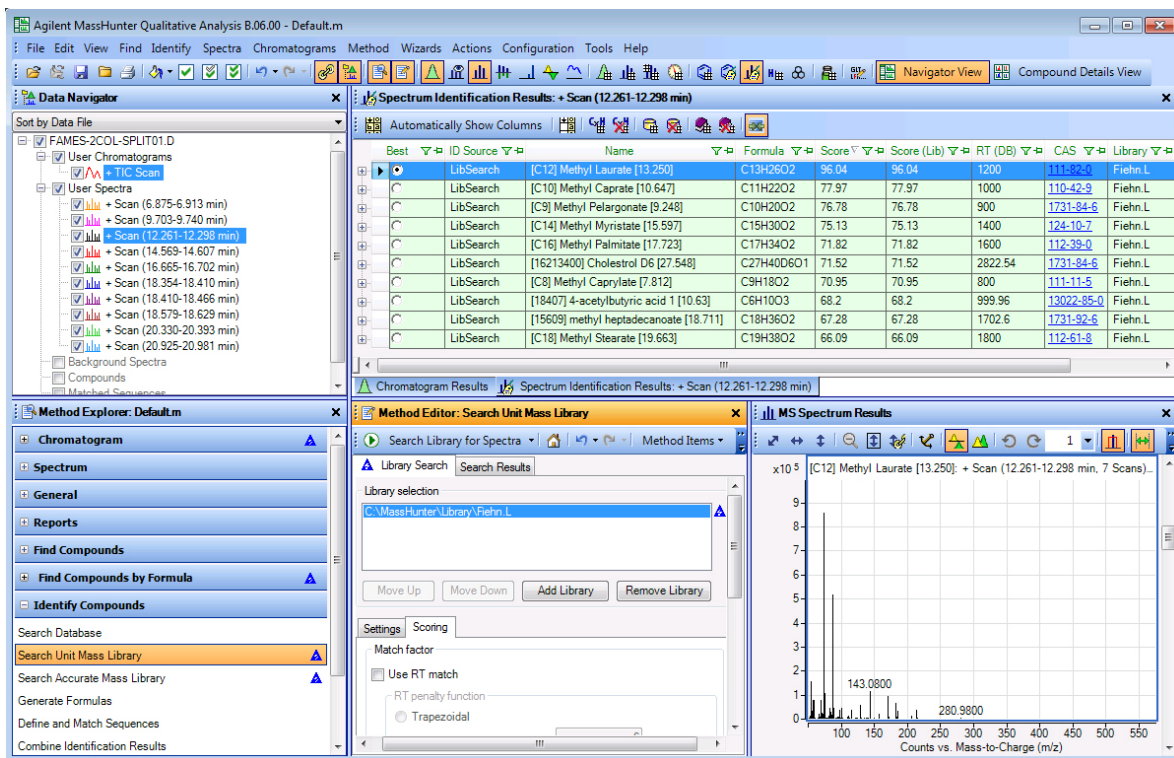 Agilent MassHunter Qualitative Analysis B.06.00 - Default.m
File Edit View Find Identify Spectra Chromatograms Method Wizards Actions Configuration Tools Help
Navigator View Compound Details View
Data Navigator
Sort by Data File
FAMES-2COL-SPLIT01.D
User Chromatograms
+ TIC Scan
User Spectra
+ Scan (6.875-6.913 min)
+ Scan (9.703-9.740 min)
+ Scan (12.261-12.298 min)
+ Scan (14.569-14.607 min)
+ Scan (16.665-16.702 min)
+ Scan (18.354-18.410 min)
+ Scan (18.410-18.466 min)
+ Scan (18.579-18.629 min)
+ Scan (20.330-20.393 min)
+ Scan (20.925-20.981 min)
Background Spectra
Compounds
Matched Sequences
Spectrum Identification Results: + Scan (12.261-12.298 min)
Automatically Show Columns
Best ID Source Name Formula Score Score (Lib) RT (DB) CAS Library
LibSearch [C12] Methyl Laurate [13.250] C13H26O2 96.04 96.04 1200 111-82-0 Fiehn.L
LibSearch [C10] Methyl Caprate [10.647] C11H22O2 77.97 77.97 1000 110-42-9 Fiehn.L
LibSearch [C9] Methyl Pelargonate [9.248] C10H20O2 76.78 76.78 900 1731-84-6 Fiehn.L
LibSearch [C14] Methyl Myristate [15.597] C15H30O2 75.13 75.13 1400 124-10-7 Fiehn.L
LibSearch [C16] Methyl Palmitate [17.723] C17H34O2 71.82 71.82 1600 112-39-0 Fiehn.L
LibSearch [16213400] Cholestrol D6 [27.548] C27H40D6O1 71.52 71.52 2822.54 1731-84-6 Fiehn.L
LibSearch [C8] Methyl Caprylate [7.812] C9H18O2 70.95 70.95 800 111-11-5 Fiehn.L
LibSearch [18407] 4-acetylbutyric acid 1 [10.63] C6H10O3 68.2 68.2 999.96 13022-85-0 Fiehn.L
LibSearch [15609] methyl heptadecanoate [18.711] C18H36O2 67.28 67.28 1702.6 1731-92-6 Fiehn.L
LibSearch [C18] Methyl Stearate [19.663] C19H38O2 66.09 66.09 1800 112-61-8 Fiehn.L
Chromatogram Results Spectrum Identification Results: + Scan (12.261-12.298 min)
Method Explorer: Default.m
Chromatogram
Spectrum
General
Reports
Find Compounds
Find Compounds by Formula
Identify Compounds
Search Database
Search Unit Mass Library
Search Accurate Mass Library
Generate Formulas
Define and Match Sequences
Combine Identification Results
Method Editor: Search Unit Mass Library
Search Library for Spectra Method Items
Library Search Search Results
Library selection
C:\MassHunter\Library\Fiehn.L
Move Up Move Down Add Library Remove Library
Settings Scoring
Match factor
Use RT match
RT penalty function
Trapezoidal
MS Spectrum Results
1
x10 5 [C12] Methyl Laurate [13.250]: + Scan (12.261-12.298 min, 7 Scans)...
9
8
7
6
5
4
3
2
1
0
143.0800
280.9800
100 150 200 250 300 350 400 450 500 550
Counts vs. Mass-to-Charge (m/z)